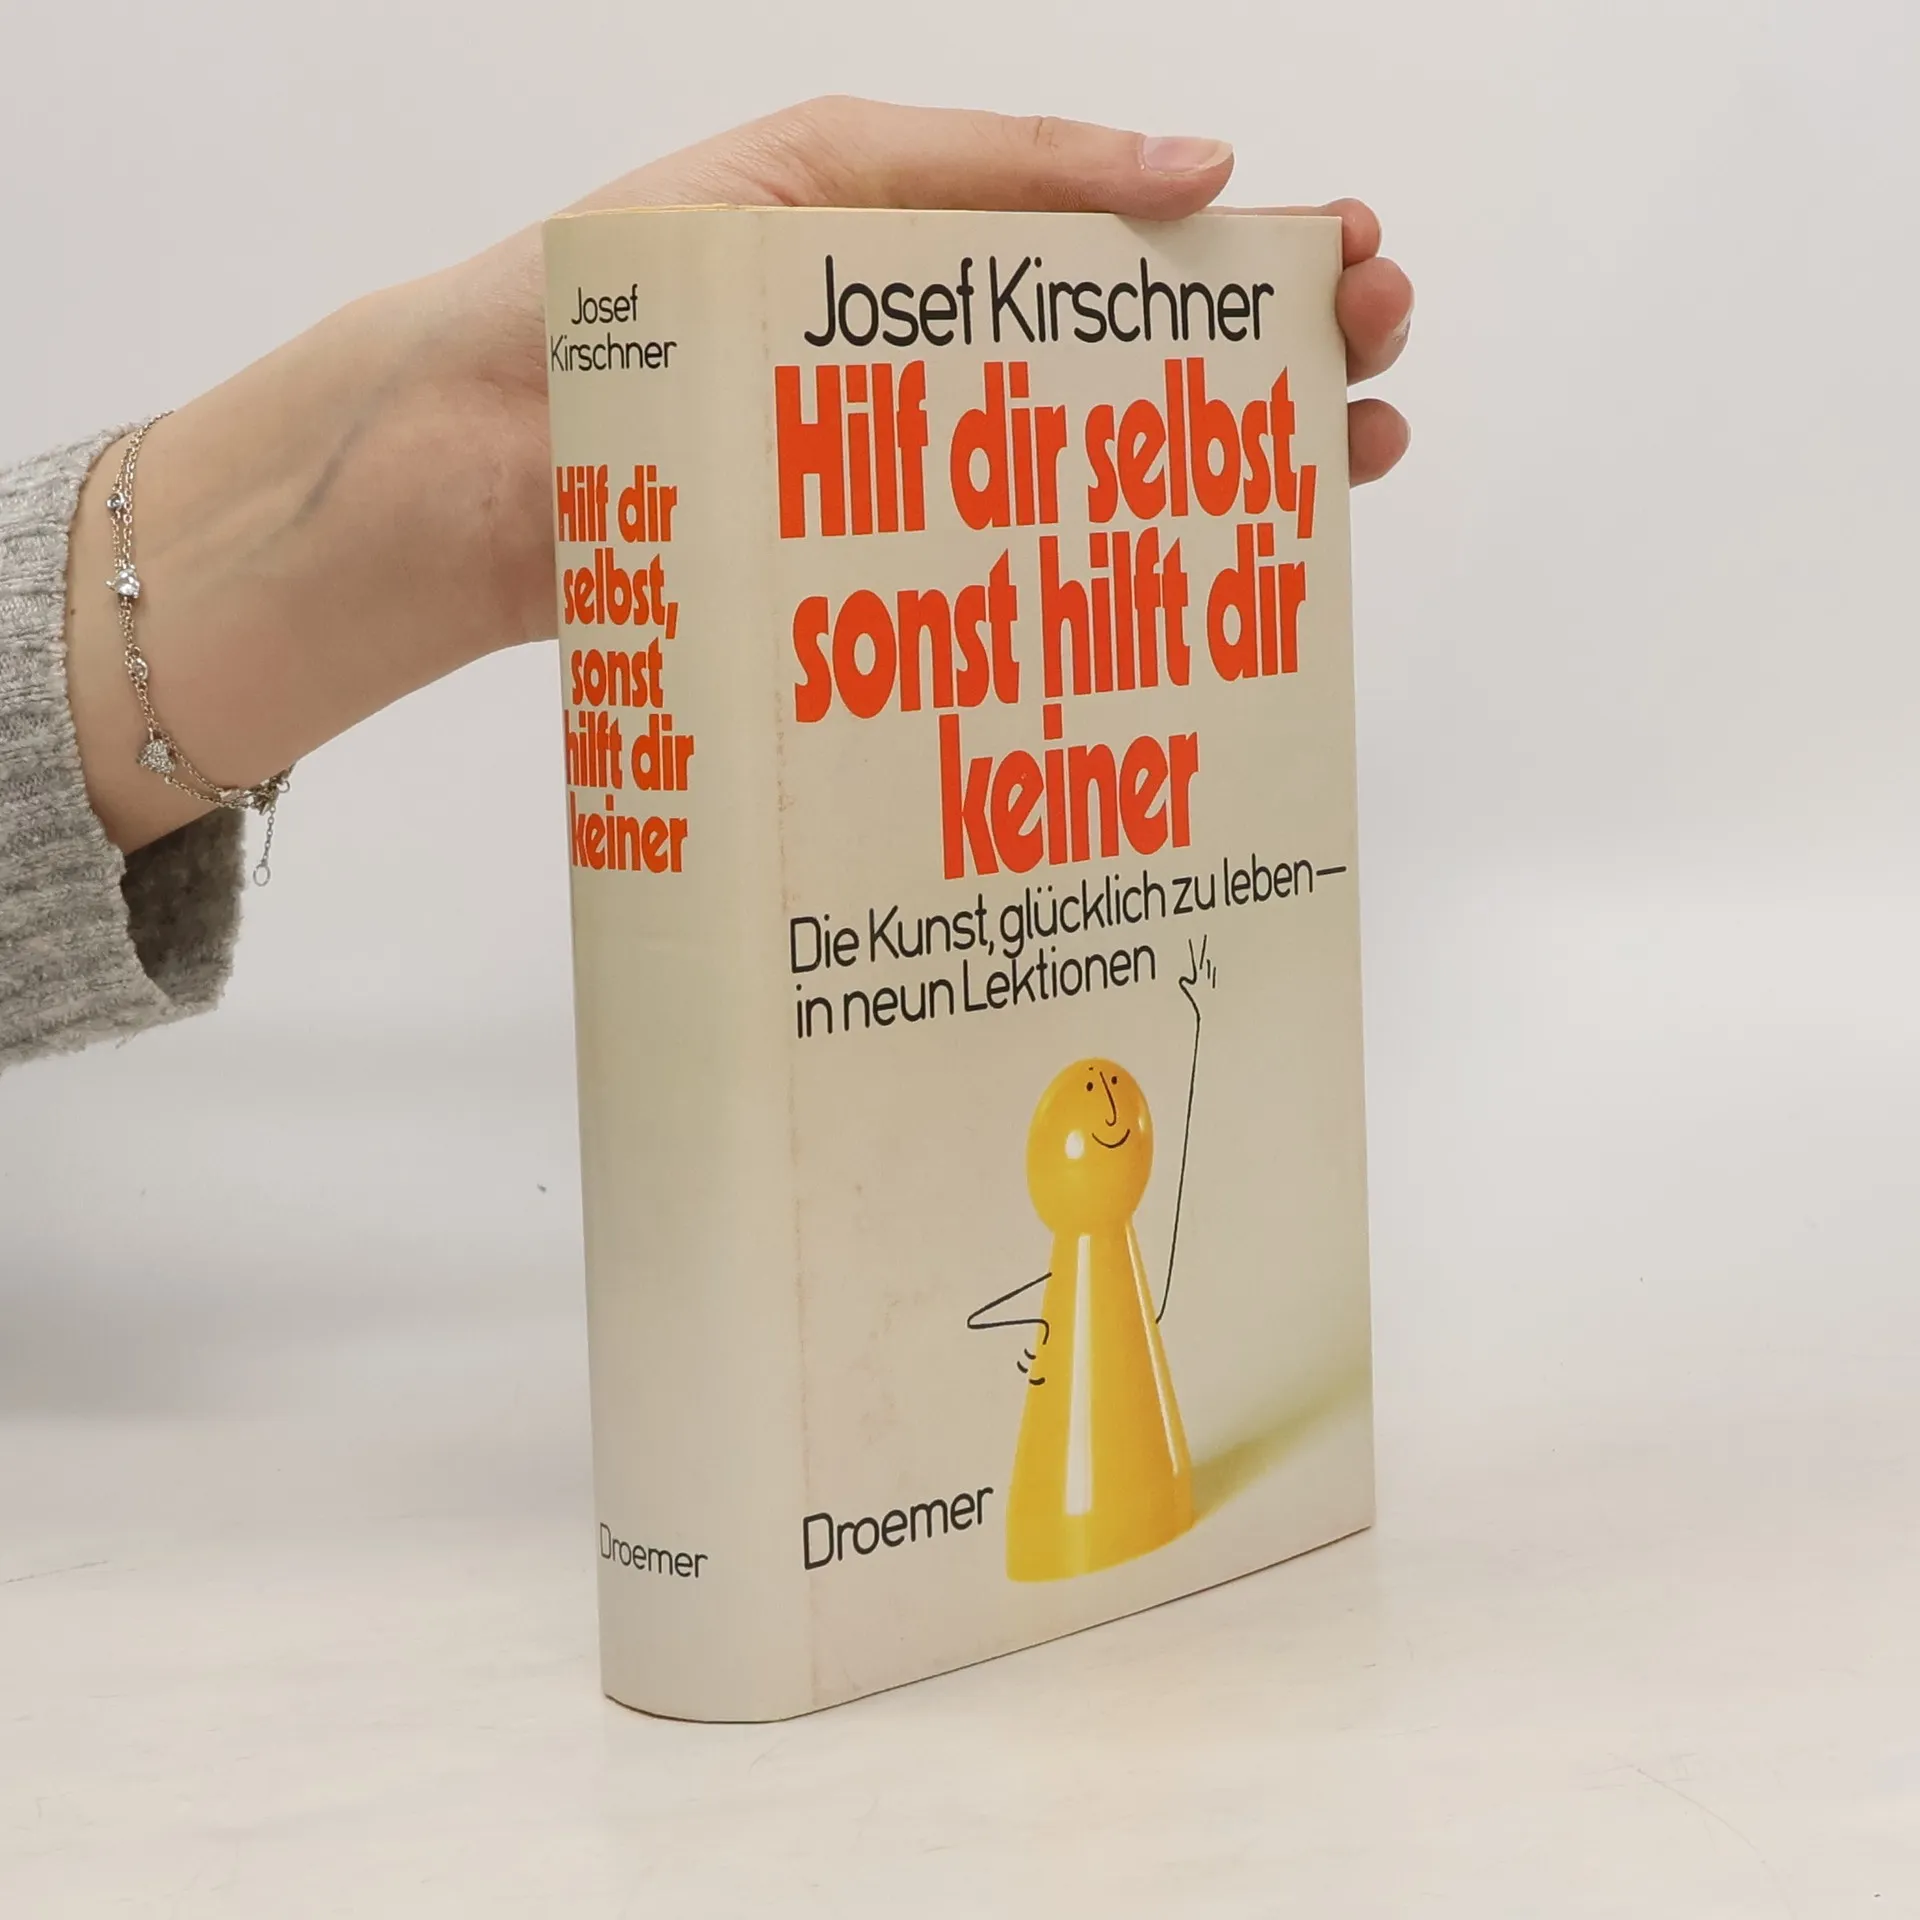 Josef
Kirschner
Hilf dir
selbst,
sonst
hilft dir
keiner
Droemer
Josef Kirschner
Hilf dir selbst,
sonst hilft dir
keiner
Die Kunst, glücklich zu leben—
in neun Lektionen
Droemer